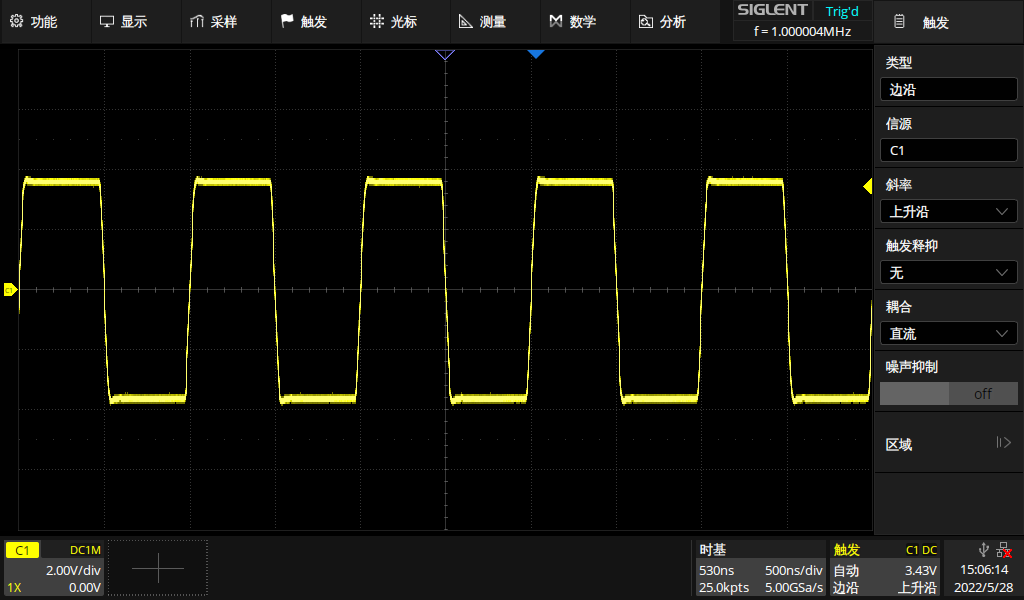 功能 显示 采样 触发 光标 测量 数学 分析
SIGLENT Trig'd
f = 1.000004MHz
触发
类型
边沿
信源
C1
斜率
上升沿
触发释抑
无
耦合
直流
噪声抑制
off
区域
C1
C1 DC1M
2.00V/div
1X 0.00V
时基
530ns 500ns/div
25.0kpts 5.00GSa/s
触发 C1 DC
自动 3.43V
边沿 上升沿
15:06:14
2022/5/28